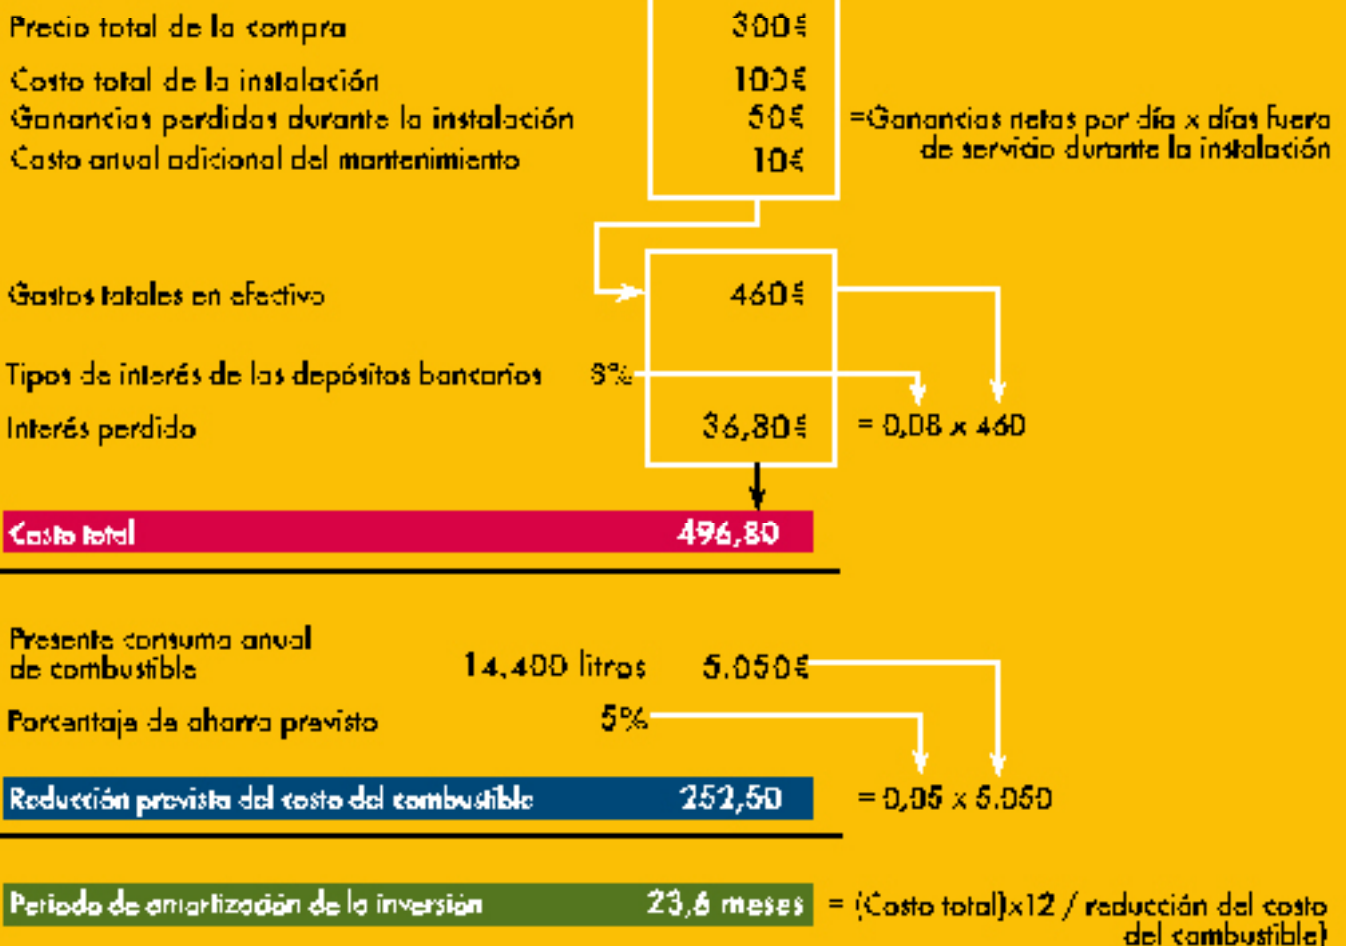 Precio total de la compra 300€
Costo total de la instalación 100€
Ganancias perdidas durante la instalación 50€ =Ganancias netas por día x días fuera
de servicio durante la instalación
Costo anual adicional del mantenimiento 10€
Gastos totales en efectivo 460€
Tipos de interés de los depósitos bancarios 8%
Interés perdido 36,80€ = 0,08 x 460
Costo total 496,80
Presente consumo anual
de combustible 14.400 litros 5.050€
Porcentaje de ahorro previsto 5%
Reducción prevista del costo del combustible 252,50 = 0,05 x 5.050
Periodo de amortización de la inversión 23,6 meses = (Costo total)x12 / reducción del costo
del combustible)